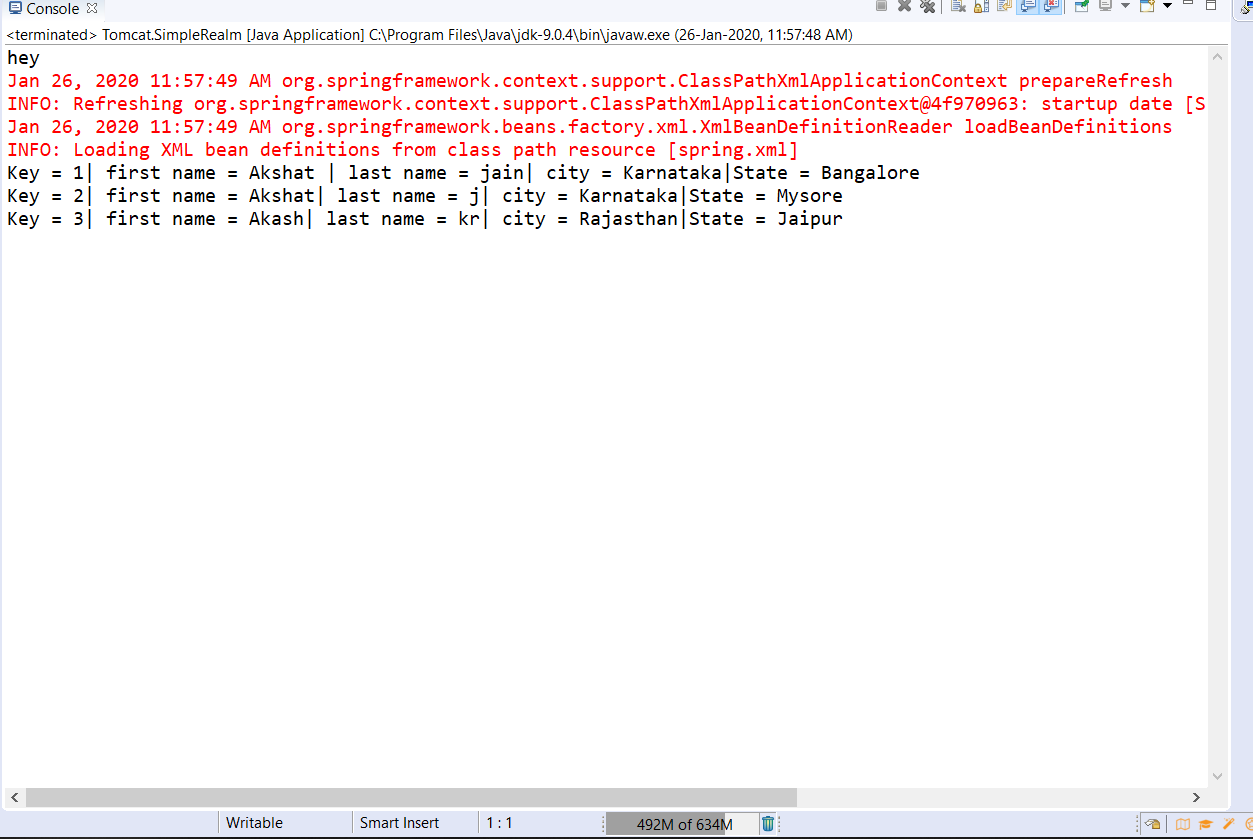 Console
<terminated> Tomcat.SimpleRealm [Java Application] C:\Program Files\Java\jdk-9.0.4\bin\javaw.exe (26-Jan-2020, 11:57:48 AM)
hey
Jan 26, 2020 11:57:49 AM org.springframework.context.support.ClassPathXmlApplicationContext prepareRefresh
INFO: Refreshing org.springframework.context.support.ClassPathXmlApplicationContext@4f970963: startup date [S
Jan 26, 2020 11:57:49 AM org.springframework.beans.factory.xml.XmlBeanDefinitionReader loadBeanDefinitions
INFO: Loading XML bean definitions from class path resource [spring.xml]
Key = 1| first name = Akshat | last name = jain| city = Karnataka|State = Bangalore
Key = 2| first name = Akshat| last name = j| city = Karnataka|State = Mysore
Key = 3| first name = Akash| last name = kr| city = Rajasthan|State = Jaipur
Writable Smart Insert 1 : 1 492M of 634M